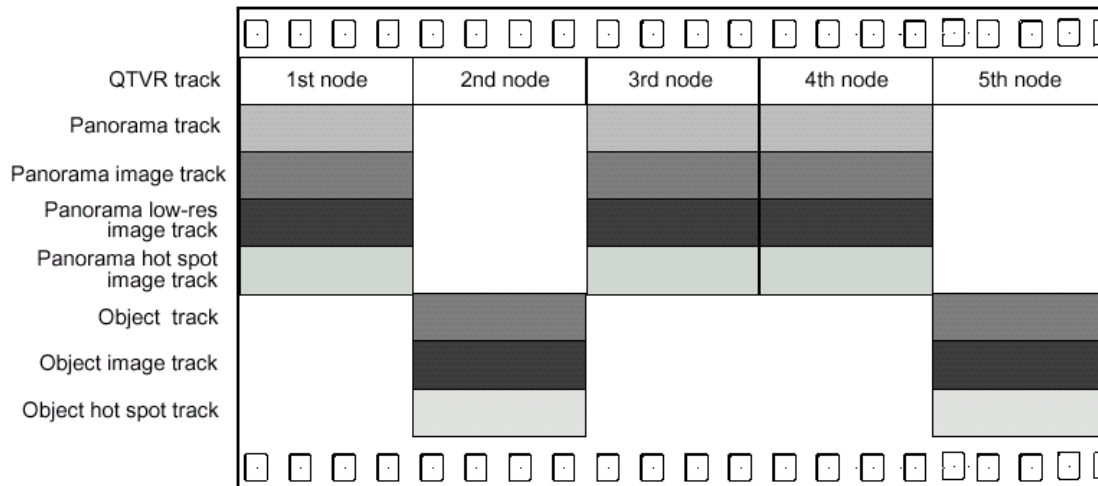 QTVR track
1st node
2nd node
3rd node
4th node
5th node
Panorama track
Panorama image track
Panorama low-res
image track
Panorama hot spot
image track
Object track
Object image track
Object hot spot track